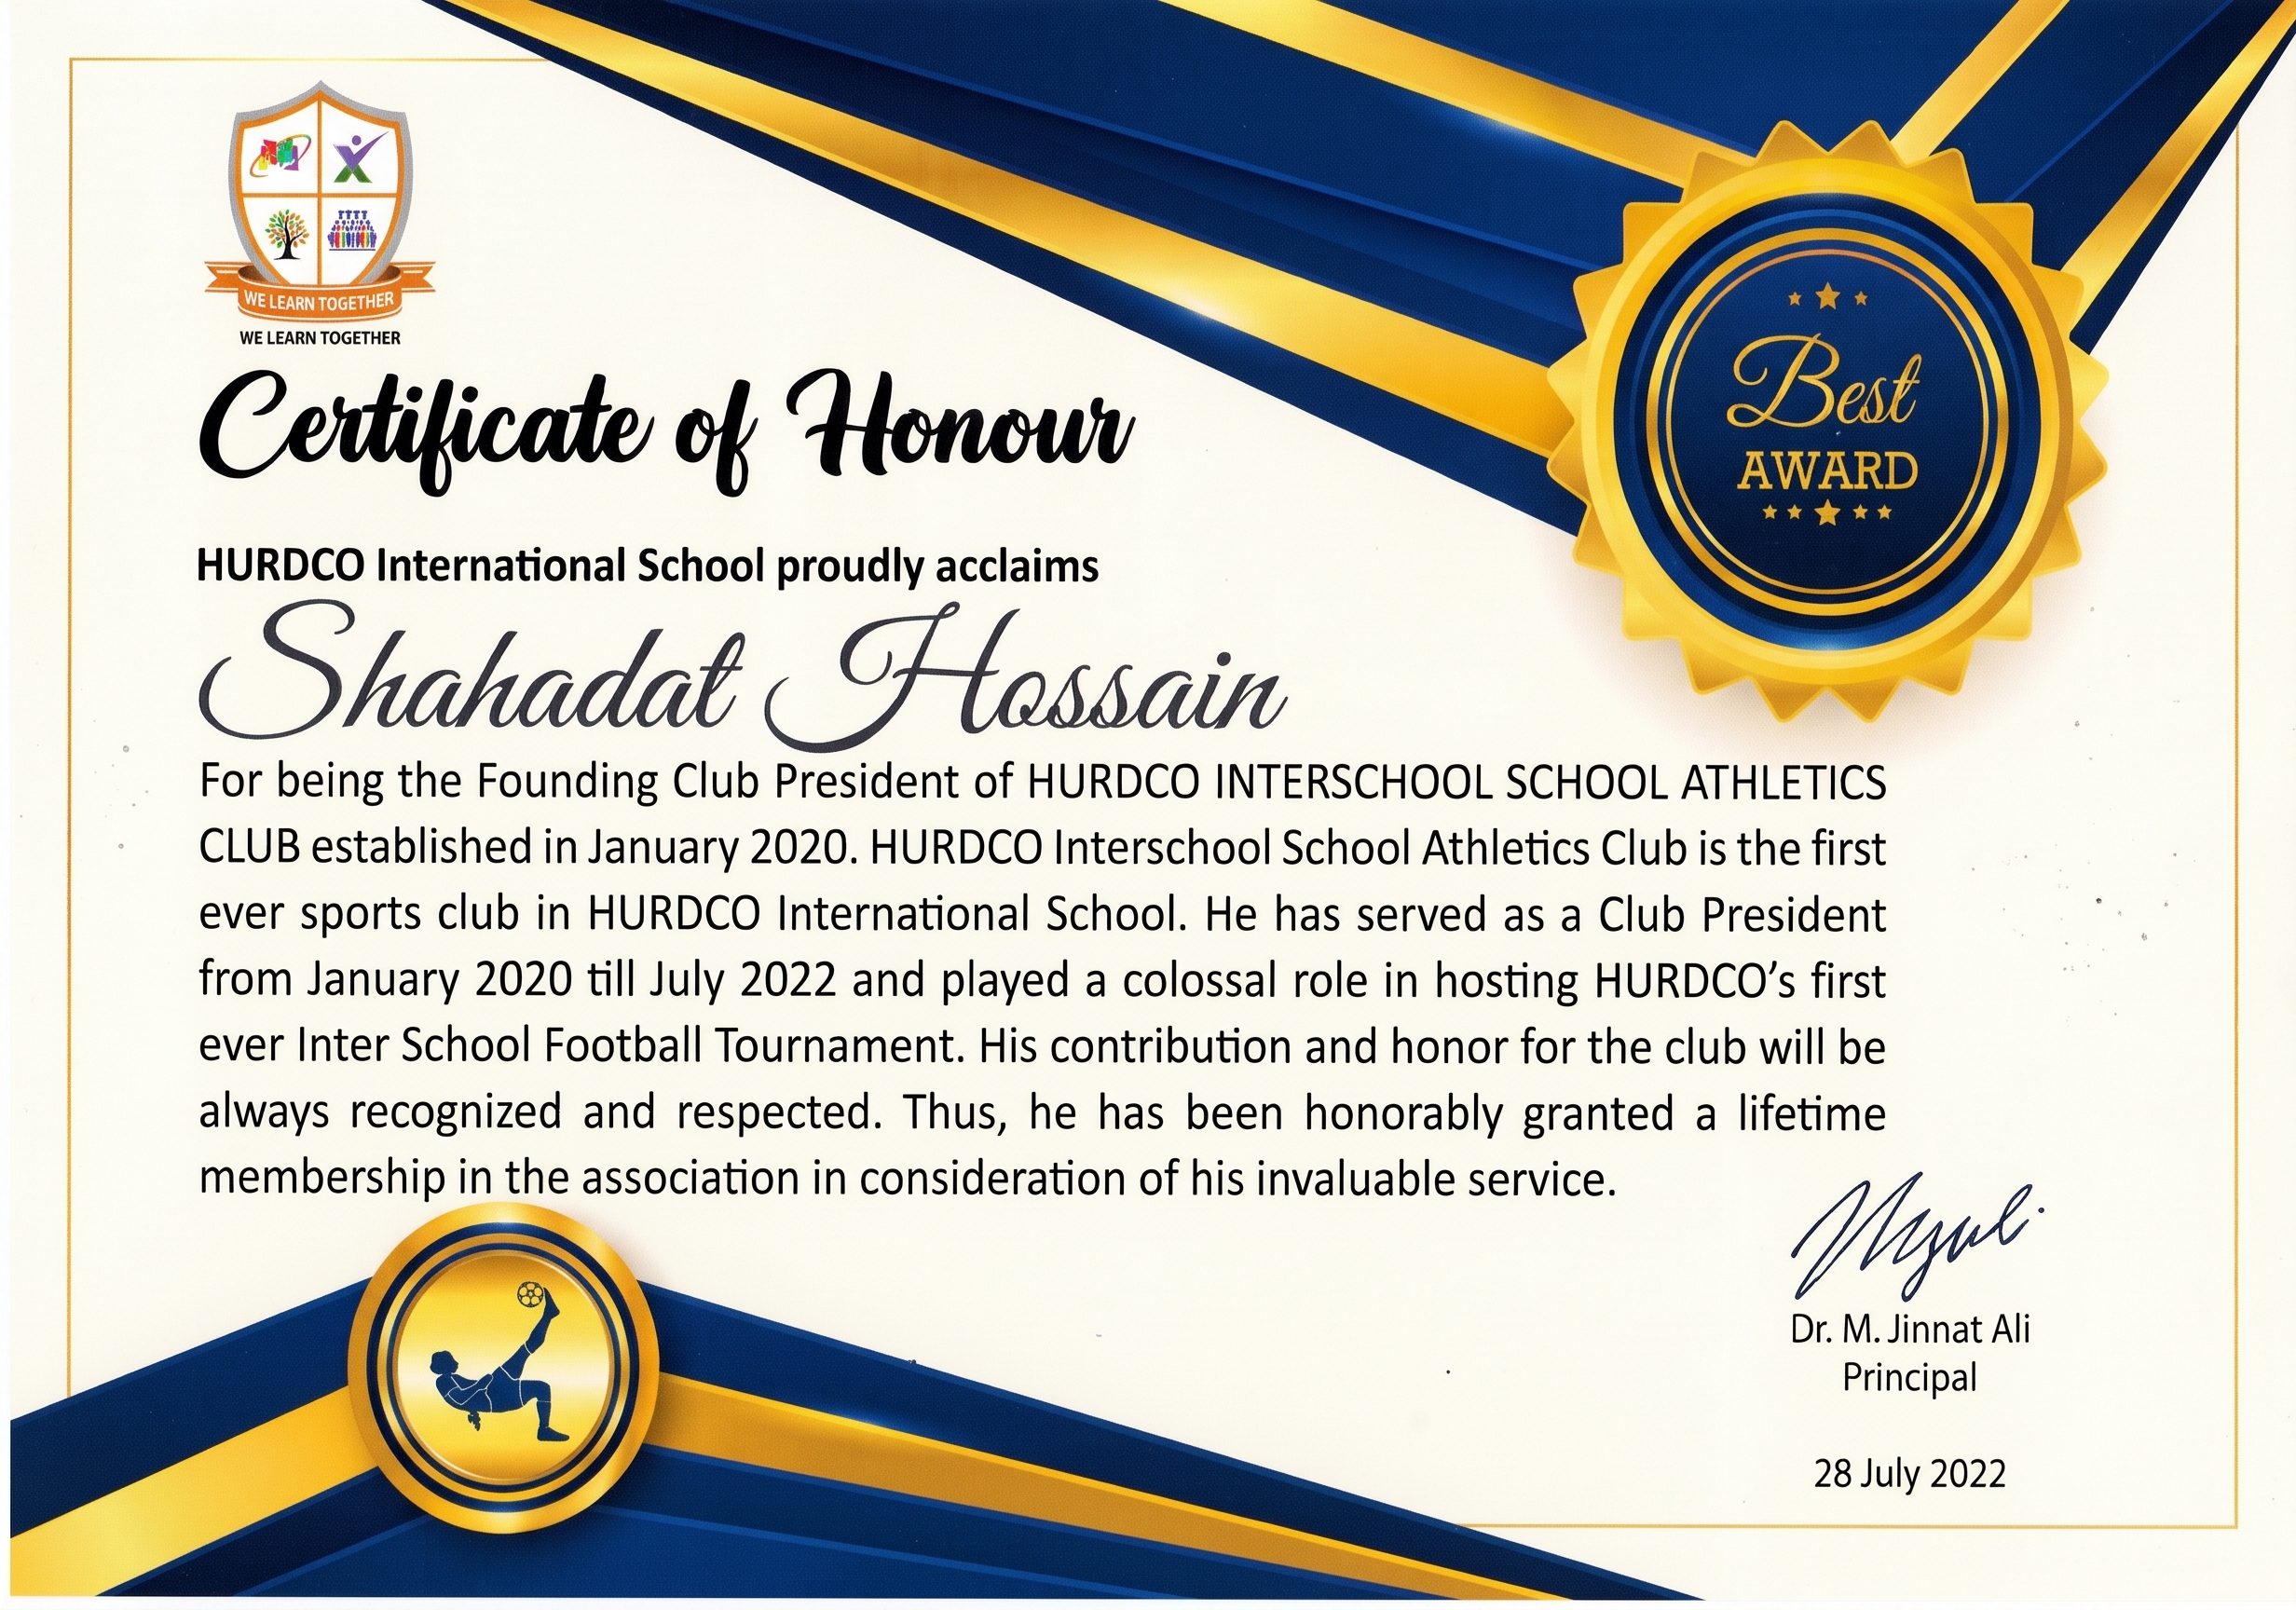 WE LEARN TOGETHER
WE LEARN TOGETHER
Certificate of Honour
Best
AWARD
HURDCO International School proudly acclaims
Shahadat Hossain
For being the Founding Club President of HURDCO INTERSCHOOL SCHOOL ATHLETICS
CLUB established in January 2020. HURDCO Interschool School Athletics Club is the first
ever sports club in HURDCO International School. He has served as a Club President
from January 2020 till July 2022 and played a colossal role in hosting HURDCO’s first
ever Inter School Football Tournament. His contribution and honor for the club will be
always recognized and respected. Thus, he has been honorably granted a lifetime
membership in the association in consideration of his invaluable service.
Dr. M. Jinnat Ali
Principal
28 July 2022